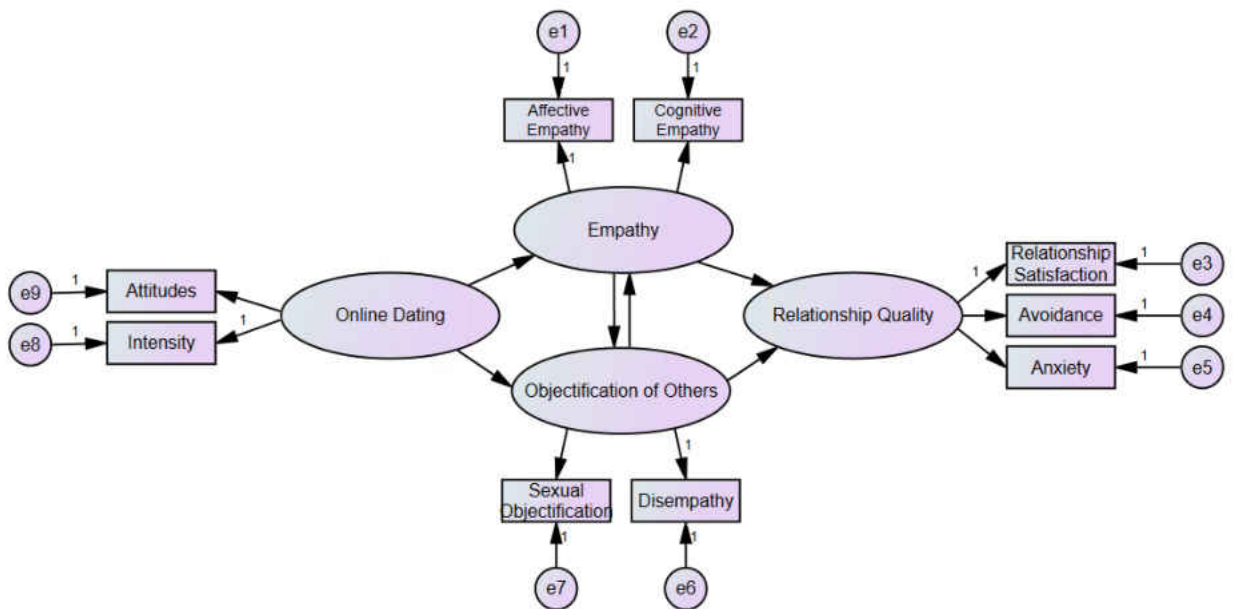 e1
e2
1
1
Affective
Empathy
Cognitive
Empathy
1
Empathy
e9
1
Attitudes
e8
1
Intensity
1
Online Dating
Relationship Quality
1
Relationship
Satisfaction
1
e3
Avoidance
1
e4
Anxiety
1
e5
Objectification of Others
1
Sexual
Objectification
Disempathy
1
1
e7
e6